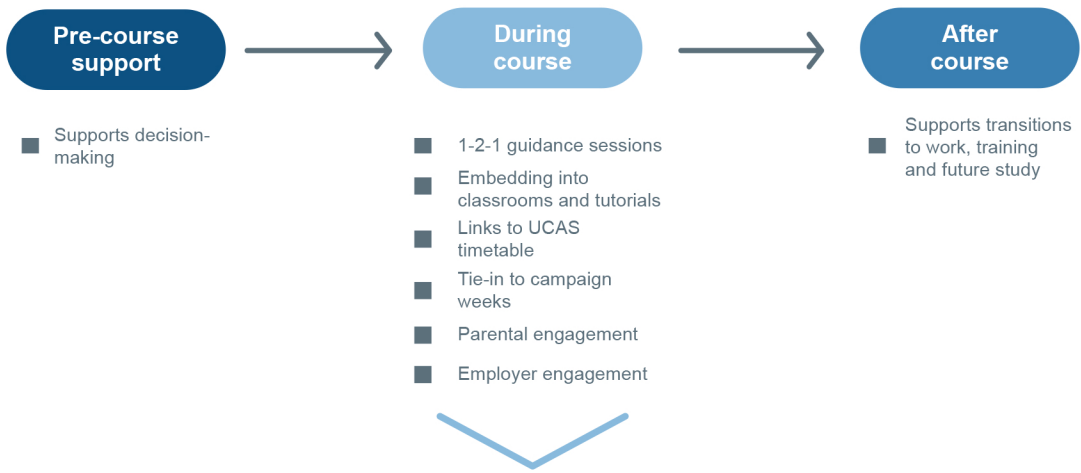 Pre-course
support
During
course
After
course
Supports decision-
making
1-2-1 guidance sessions
Embedding into
classrooms and tutorials
Links to UCAS
timetable
Tie-in to campaign
weeks
Parental engagement
Employer engagement
Supports transitions
to work, training
and future study